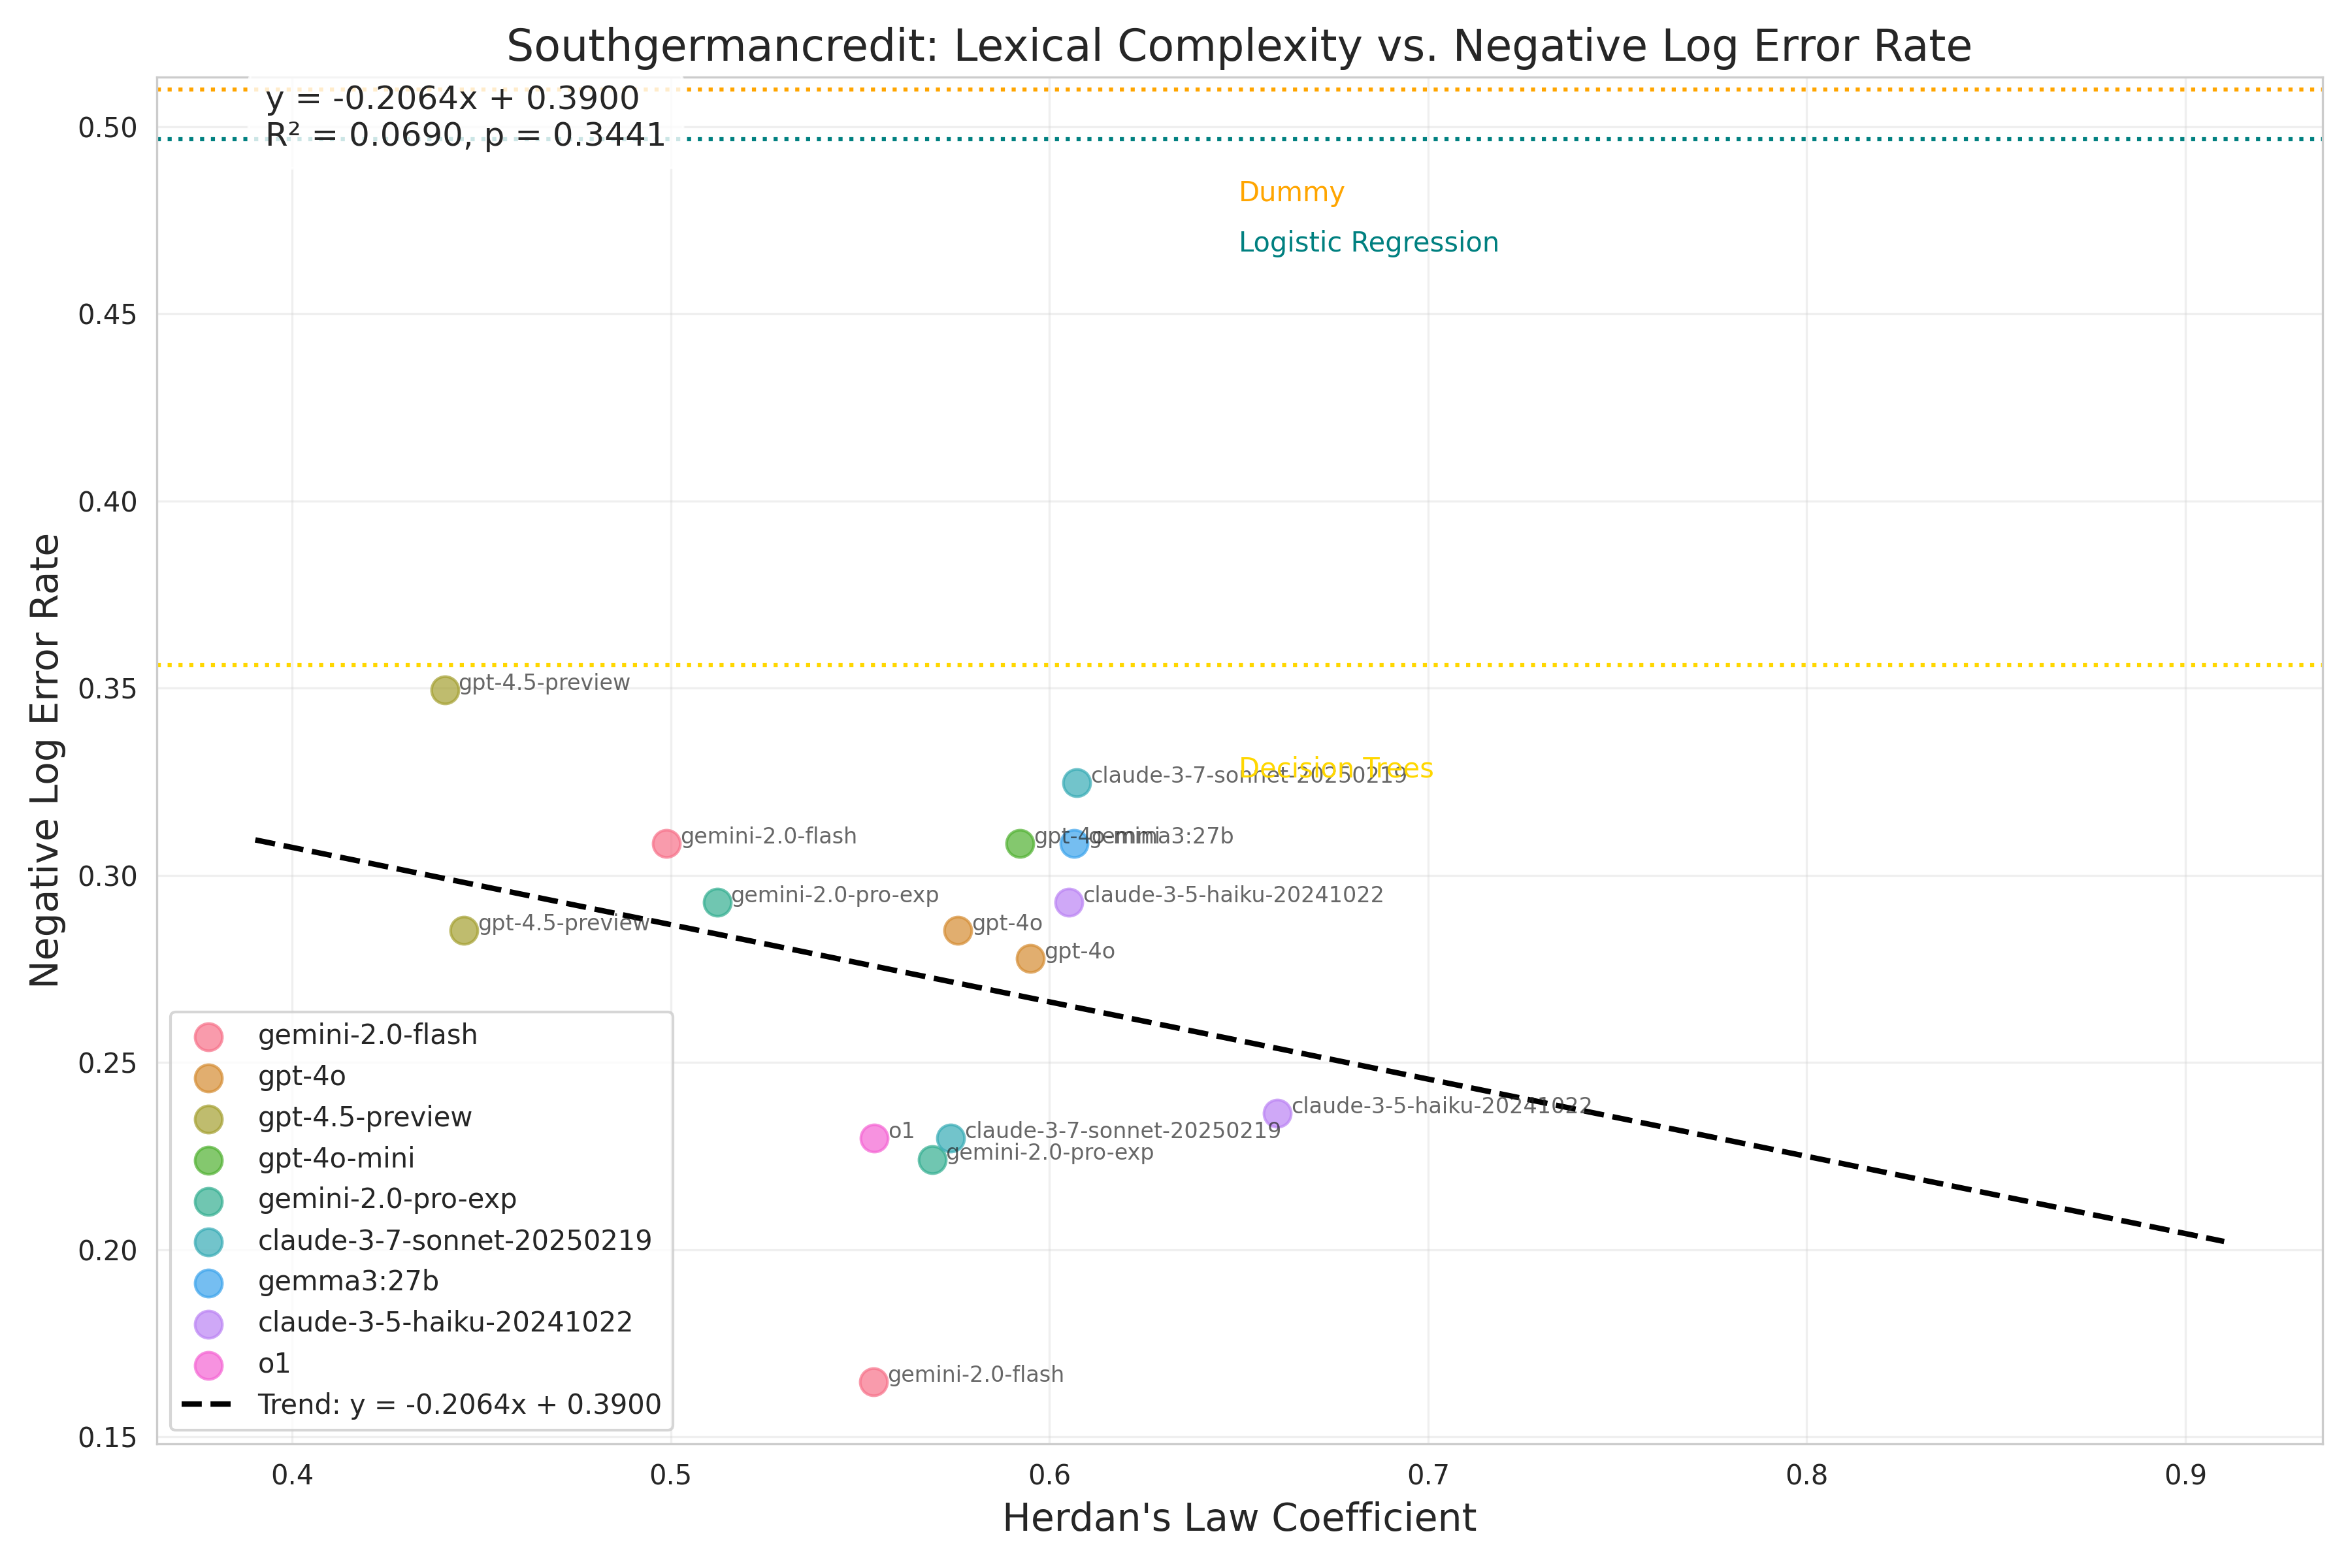 Southgermancredit: Lexical Complexity vs. Negative Log Error Rate
y = -0.2064x + 0.3900
R² = 0.0690, p = 0.3441
Dummy
Logistic Regression
Decision Trees
gpt-4.5-preview
claude-3-7-sonnet-20250219
gemini-2.0-flash
gpt-4o-mini
gemma3:27b
gemini-2.0-pro-exp
claude-3-5-haiku-20241022
gpt-4.5-preview
gpt-4o
gpt-4o
claude-3-5-haiku-20241022
o1
claude-3-7-sonnet-20250219
gemini-2.0-pro-exp
gemini-2.0-flash
gemini-2.0-flash
gpt-4o
gpt-4.5-preview
gpt-4o-mini
gemini-2.0-pro-exp
claude-3-7-sonnet-20250219
gemma3:27b
claude-3-5-haiku-20241022
o1
Trend: y = -0.2064x + 0.3900
Negative Log Error Rate
0.50
0.45
0.40
0.35
0.30
0.25
0.20
0.15
0.4
0.5
0.6
0.7
0.8
0.9
Herdan's Law Coefficient